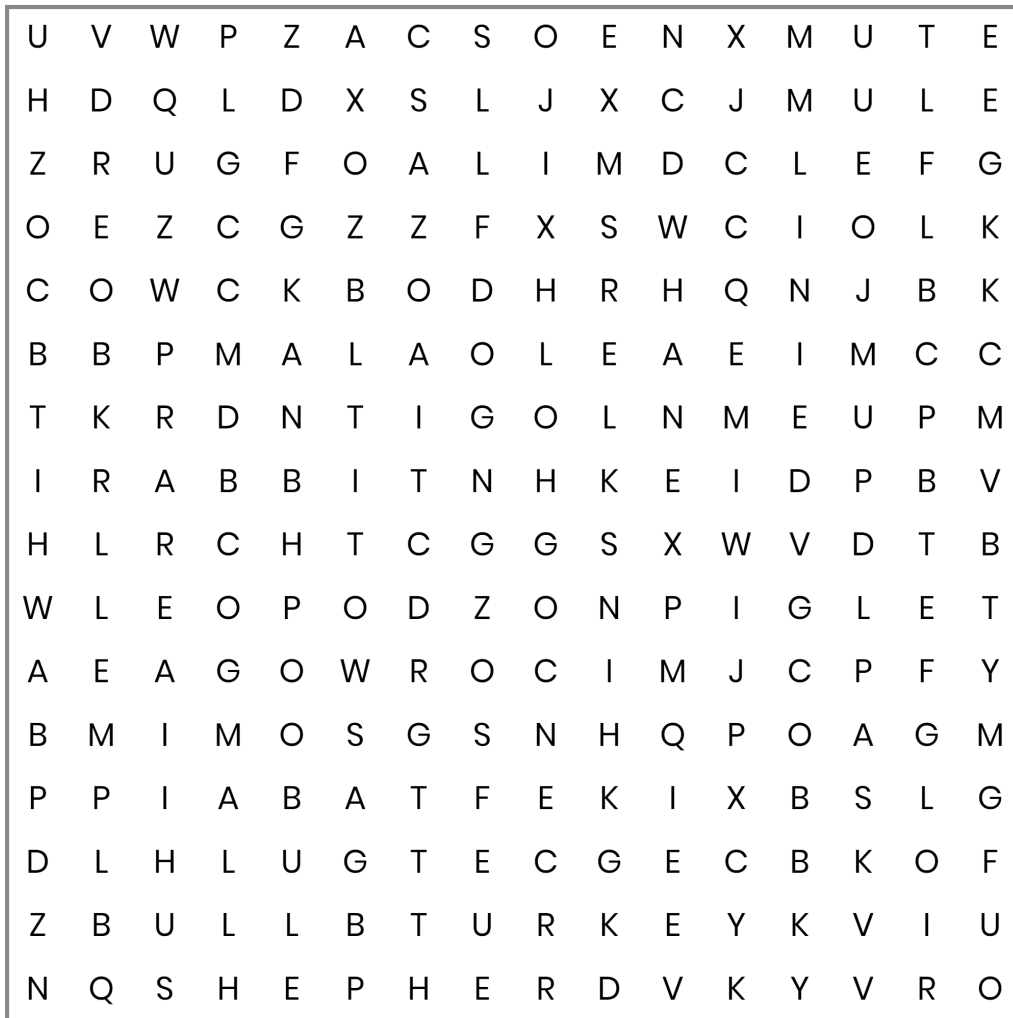 U V W P Z A C S O E N X M U T E
H D Q L D X S L J X C J M U L E
Z R U G F O A L I M D C L E F G
O E Z C G Z Z F X S W C I O L K
C O W C K B O D H R H Q N J B K
B B P M A L A O L E A E I M C C
T K R D N T I G O L N M E U P M
I R A B B I T N H K E I D P B V
H L R C H T C G G S X W V D T B
W L E O P O D Z O N P I G L E T
A E A G O W R O C I M J C P F Y
B M I M O S G S N H Q P O A G M
P P I A B A T F E K I X B S L G
D L H L U G T E C G E C B K O F
Z B U L L B T U R K E Y K V I U
N Q S H E P H E R D V K Y V R O